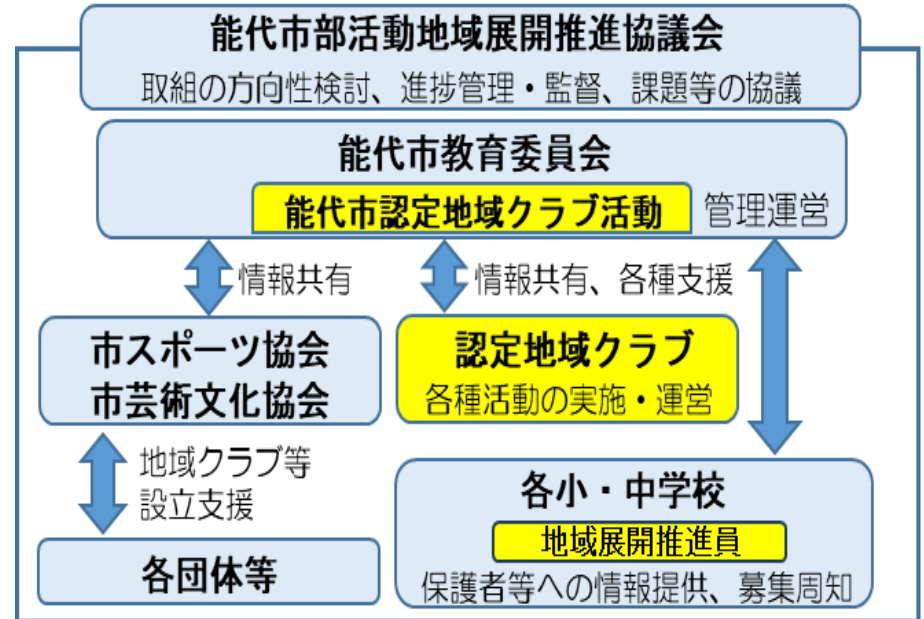 能代市部活動地域展開推進協議会
取組の方向性検討、進捗管理・監督、課題等の協議
能代市教育委員会
能代市認定地域クラブ活動 管理運営
情報共有
情報共有、各種支援
市スポーツ協会
市芸術文化協会
認定地域クラブ
各種活動の実施・運営
地域クラブ等
設立支援
各団体等
各小・中学校
地域展開推進員
保護者等への情報提供、募集周知